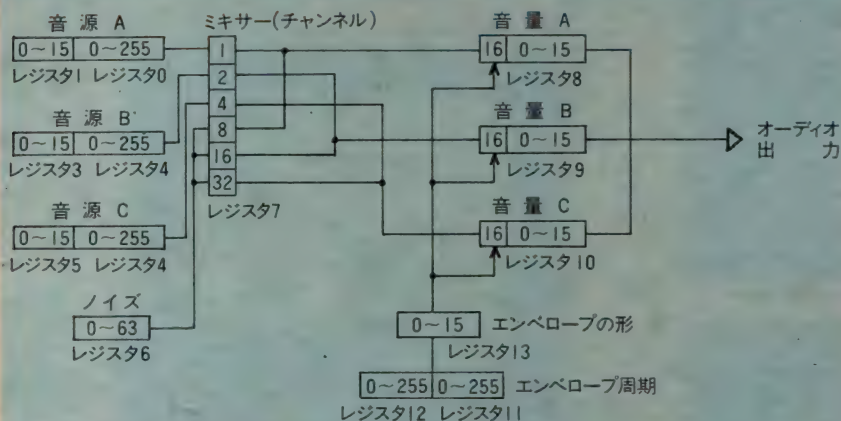 音源A
0～15 0～255
レジスタ1 レジスタ0
音源B
0～15 0～255
レジスタ3 レジスタ4
音源C
0～15 0～255
レジスタ5 レジスタ4
ノイズ
0～63
レジスタ6
ミキサー(チャンネル)
1
2
4
8
16
32
レジスタ7
音量A
16 0～15
レジスタ8
音量B
16 0～15
レジスタ9
音量C
16 0～15
レジスタ10
0～15 エンベロープの形
レジスタ13
0～255 0～255 エンベロープ周期
レジスタ12 レジスタ11
オーディオ
出力